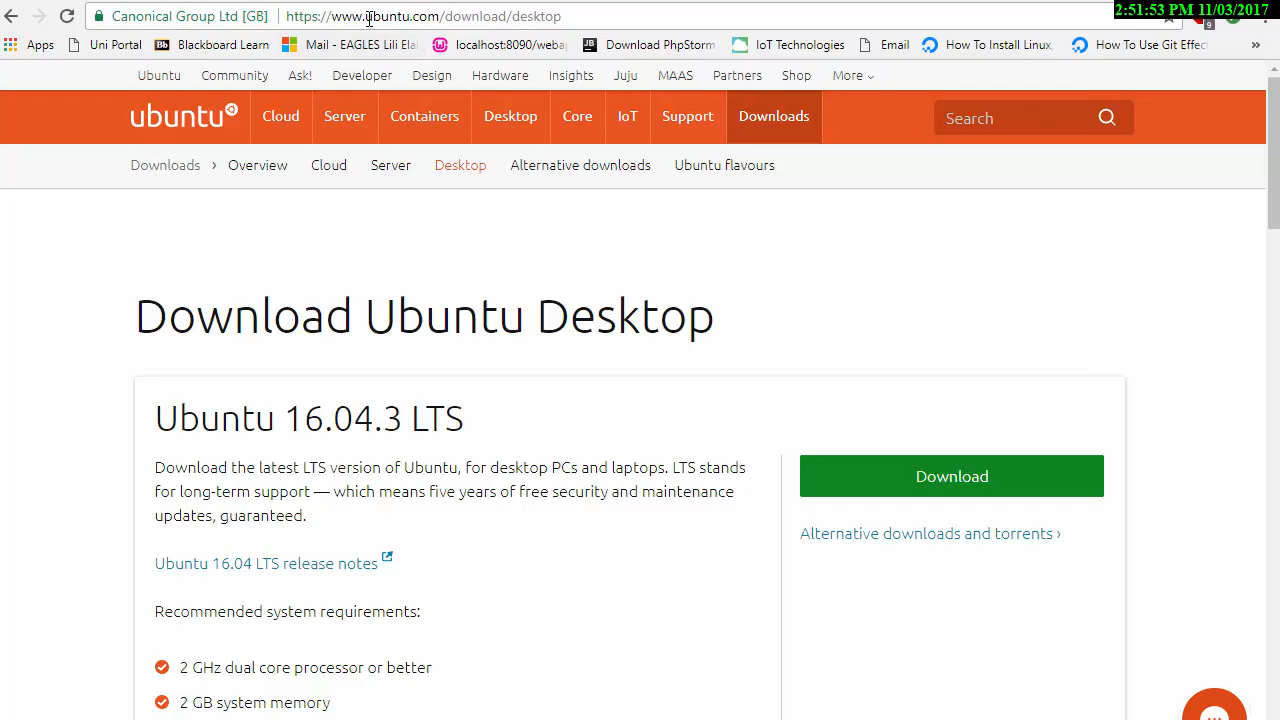 Canonical Group Ltd [GB] https://www.ubuntu.com/download/desktop 2:51:53 PM 11/03/2017
9
Apps Uni Portal Bb Blackboard Learn Mail - EAGLES Lili Ela localhost:8090/weba JB Download PhpStorm IoT Technologies Email How To Install Linux, How To Use Git Effec »
Ubuntu Community Ask! Developer Design Hardware Insights Juju MAAS Partners Shop More
ubuntu Cloud Server Containers Desktop Core IoT Support Downloads Search
Downloads › Overview Cloud Server Desktop Alternative downloads Ubuntu flavours
Download Ubuntu Desktop
Ubuntu 16.04.3 LTS
Download the latest LTS version of Ubuntu, for desktop PCs and laptops. LTS stands
for long-term support — which means five years of free security and maintenance
updates, guaranteed.
Download
Alternative downloads and torrents ›
Ubuntu 16.04 LTS release notes
Recommended system requirements:
2 GHz dual core processor or better
2 GB system memory